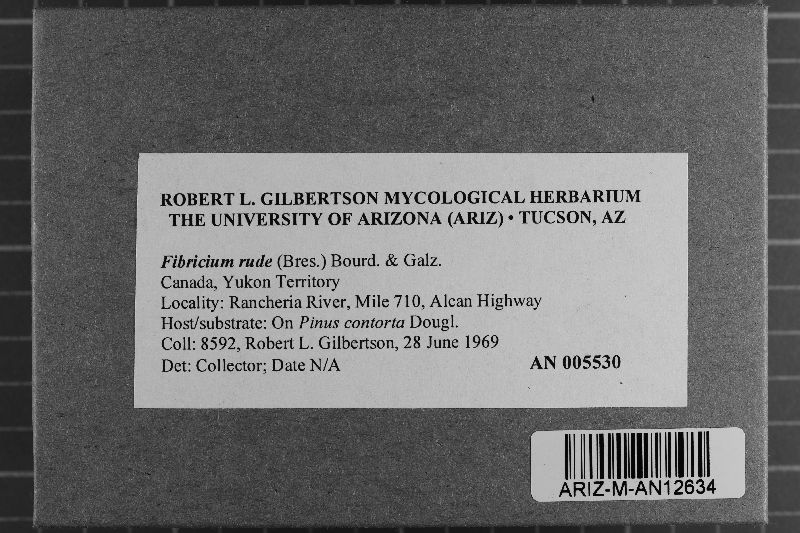 ROBERT L. GILBERTSON MYCOLOGICAL HERBARIUM
THE UNIVERSITY OF ARIZONA (ARIZ) • TUCSON, AZ
Fibricium rude (Bres.) Bourd. & Galz.
Canada, Yukon Territory
Locality: Rancheria River, Mile 710, Alcan Highway
Host/substrate: On Pinus contorta Dougl.
Coll: 8592, Robert L. Gilbertson, 28 June 1969
Det: Collector; Date N/A AN 005530
ARIZ-M-AN12634